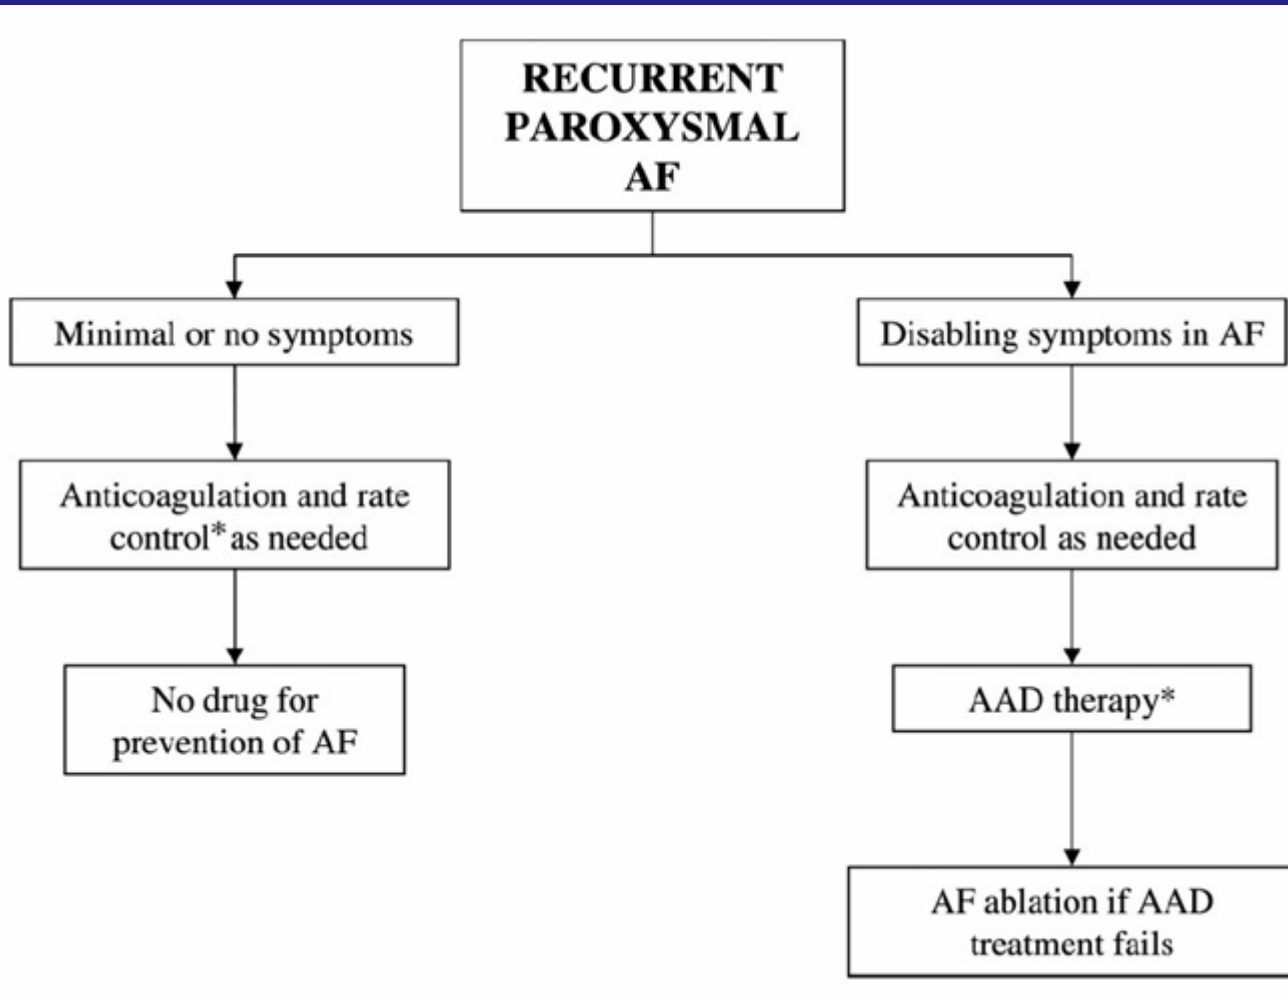 RECURRENT
PAROXYSMAL
AF
Minimal or no symptoms
Disabling symptoms in AF
Anticoagulation and rate
control* as needed
Anticoagulation and rate
control as needed
No drug for
prevention of AF
AAD therapy*
AF ablation if AAD
treatment fails